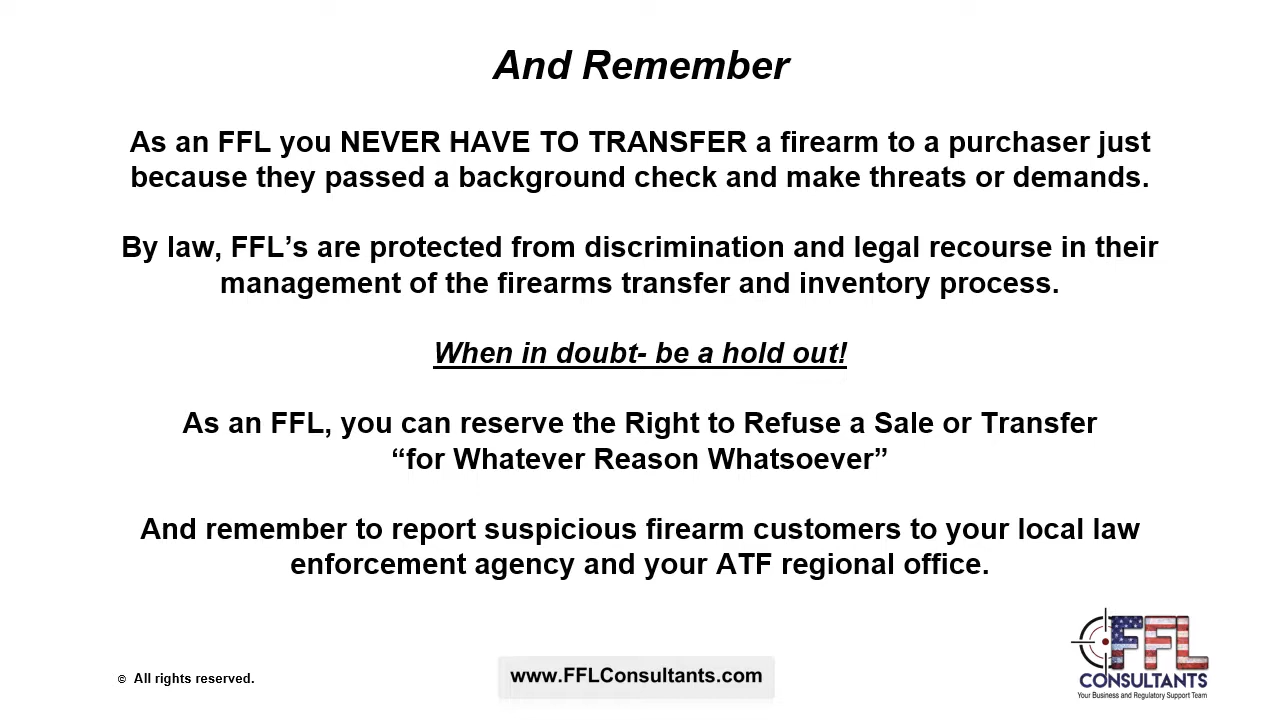 And Remember
As an FFL you NEVER HAVE TO TRANSFER a firearm to a purchaser just
because they passed a background check and make threats or demands.
By law, FFL’s are protected from discrimination and legal recourse in their
management of the firearms transfer and inventory process.
When in doubt- be a hold out!
As an FFL, you can reserve the Right to Refuse a Sale or Transfer
“for Whatever Reason Whatsoever”
And remember to report suspicious firearm customers to your local law
enforcement agency and your ATF regional office.
© All rights reserved.
www.FFLConsultants.com
FFL
CONSULTANTS
Your Business and Regulatory Support Team